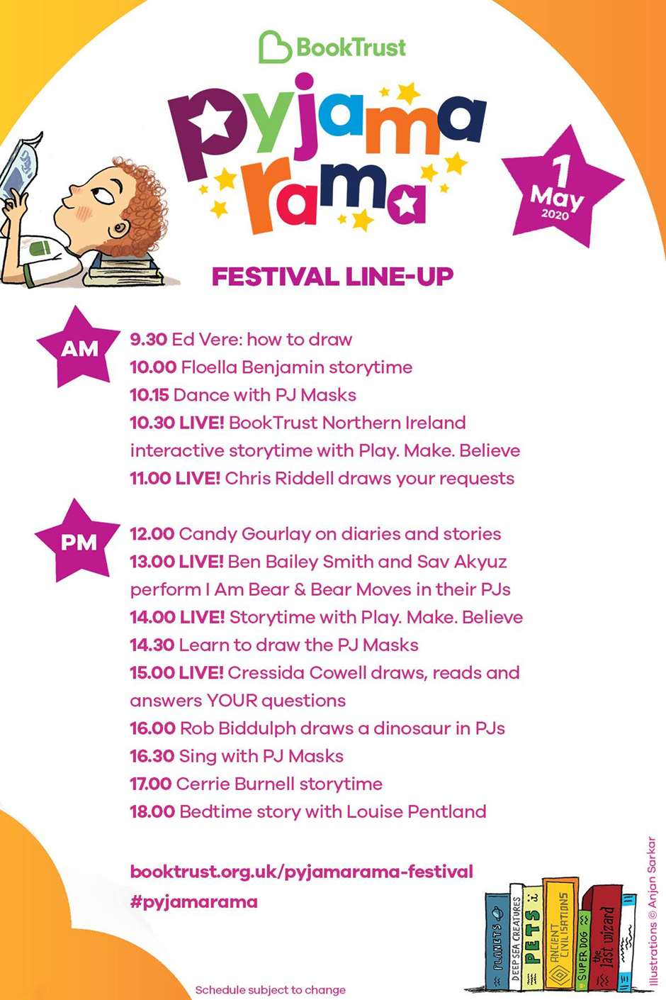 BookTrust
pyjama
rama
1
May
2020
FESTIVAL LINE-UP
AM
9.30 Ed Vere: how to draw
10.00 Floella Benjamin storytime
10.15 Dance with PJ Masks
10.30 LIVE! BookTrust Northern Ireland
interactive storytime with Play. Make. Believe
11.00 LIVE! Chris Riddell draws your requests
PM
12.00 Candy Gourlay on diaries and stories
13.00 LIVE! Ben Bailey Smith and Sav Akyuz
perform I Am Bear & Bear Moves in their PJs
14.00 LIVE! Storytime with Play. Make. Believe
14.30 Learn to draw the PJ Masks
15.00 LIVE! Cressida Cowell draws, reads and
answers YOUR questions
16.00 Rob Biddulph draws a dinosaur in PJs
16.30 Sing with PJ Masks
17.00 Cerrie Burnell storytime
18.00 Bedtime story with Louise Pentland
booktrust.org.uk/pyjamarama-festival
#pyjamarama
PLANETS
DEEP SEA CREATURES
PETS
ANCIENT
CIVILISATIONS
SUPER DOG
the
last wizard
Illustrations © Anjan Sarkar
Schedule subject to change